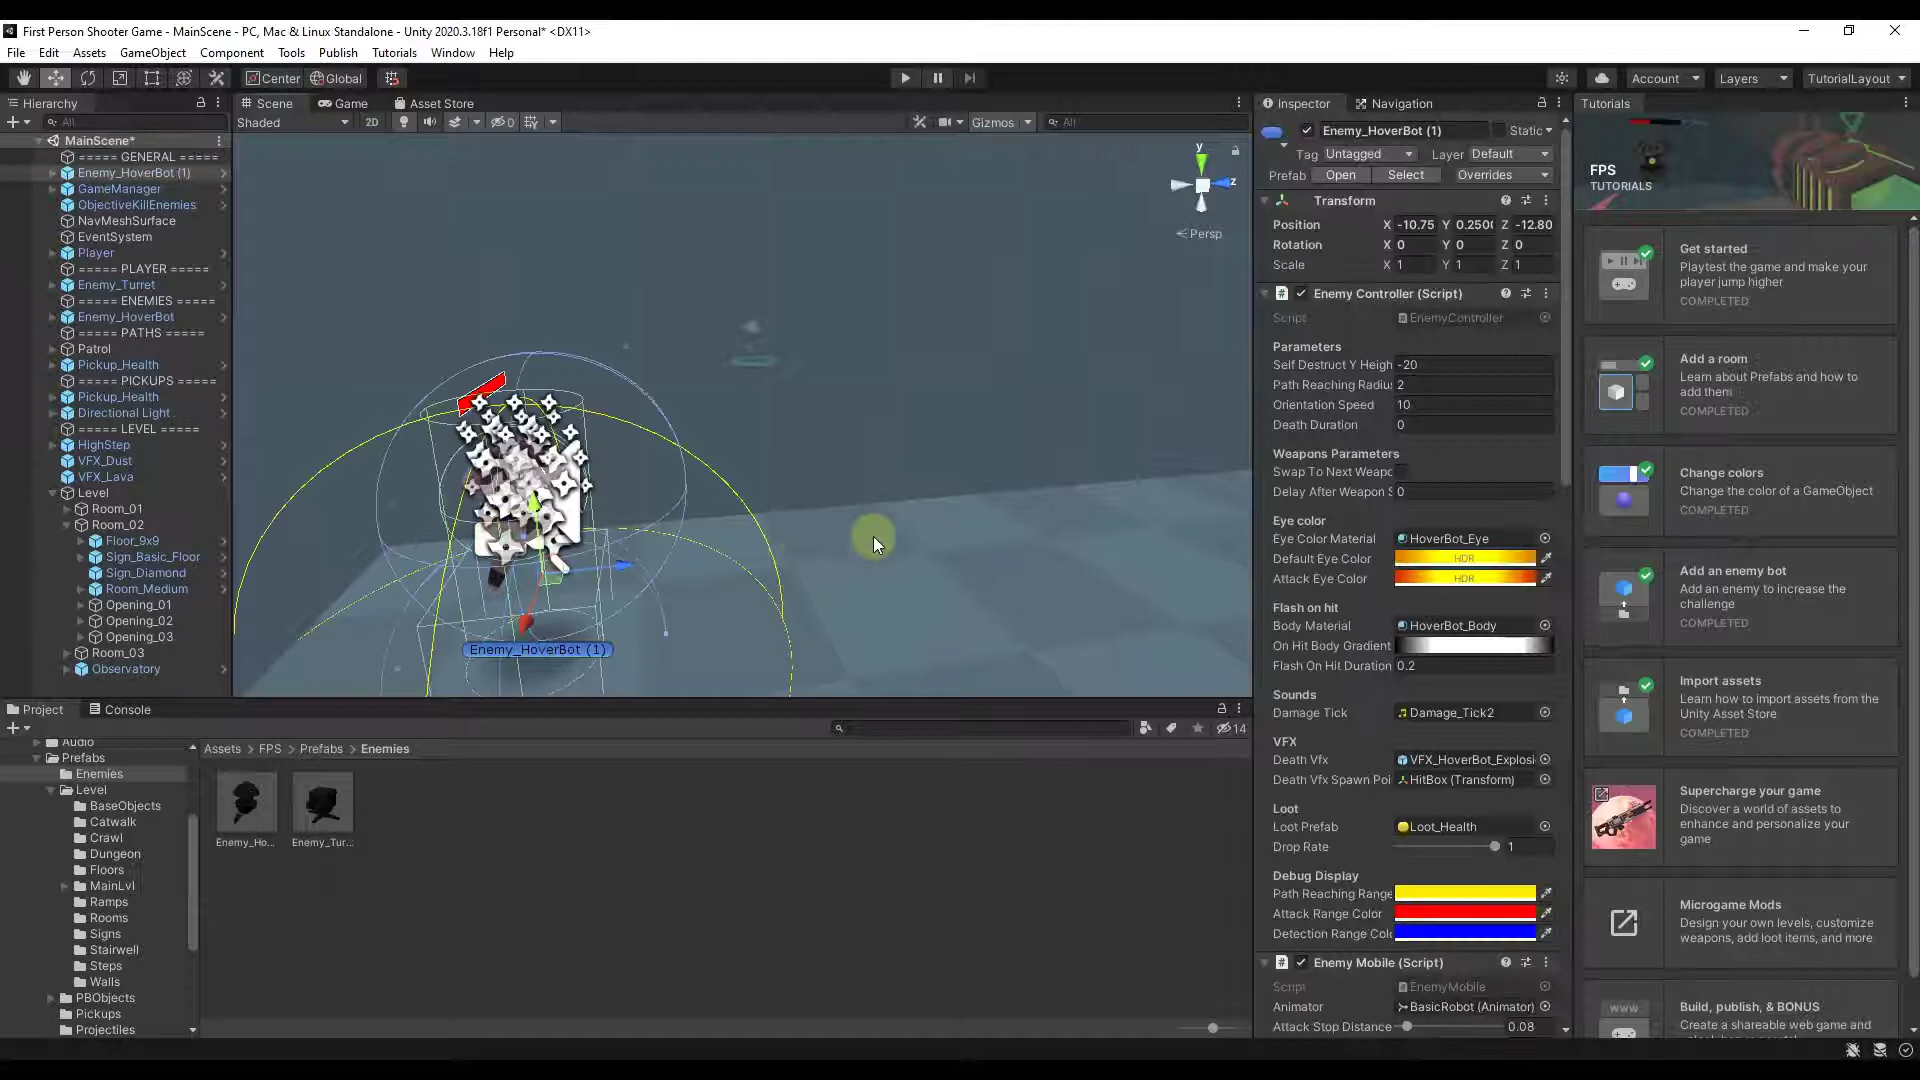 First Person Shooter Game - MainScene - PC, Mac & Linux Standalone - Unity 2020.3.18f1 Personal* <DX11>
File Edit Assets GameObject Component Tools Publish Tutorials Window Help
Center Global Account Layers TutorialLayout
Hierarchy
All
MainScene*
===== GENERAL =====
Enemy_HoverBot (1)
GameManager
ObjectiveKillEnemies
NavMeshSurface
EventSystem
Player
===== PLAYER =====
Enemy_Turret
===== ENEMIES =====
Enemy_HoverBot
===== PATHS =====
Patrol
Pickup_Health
===== PICKUPS =====
Pickup_Health
Directional Light
===== LEVEL =====
HighStep
VFX_Dust
VFX_Lava
Level
Room_01
Room_02
Floor_9x9
Sign_Basic_Floor
Sign_Diamond
Room_Medium
Opening_01
Opening_02
Opening_03
Room_03
Observatory
Scene Game Asset Store
Shaded 2D 0 Gizmos All
y
z
Persp
Enemy_HoverBot (1)
Project Console
14
Audio
Prefabs
Enemies
Level
BaseObjects
Catwalk
Crawl
Dungeon
Floors
MainLvl
Ramps
Rooms
Signs
Stairwell
Steps
Walls
PBObjects
Pickups
Projectiles
Assets > FPS > Prefabs > Enemies
Enemy_Ho... Enemy_Tur...
Inspector Navigation
Enemy_HoverBot (1) Static
Tag Untagged Layer Default
Prefab Open Select Overrides
Transform
Position X -10.75 Y 0.250( Z -12.80
Rotation X 0 Y 0 Z 0
Scale X 1 Y 1 Z 1
Enemy Controller (Script)
Script EnemyController
Parameters
Self Destruct Y Heigh -20
Path Reaching Radiu 2
Orientation Speed 10
Death Duration 0
Weapons Parameters
Swap To Next Weapo
Delay After Weapon S 0
Eye color
Eye Color Material HoverBot_Eye
Default Eye Color HDR
Attack Eye Color HDR
Flash on hit
Body Material HoverBot_Body
On Hit Body Gradient
Flash On Hit Duration 0.2
Sounds
Damage Tick Damage_Tick2
VFX
Death Vfx VFX_HoverBot_Explosi
Death Vfx Spawn Poi HitBox (Transform)
Loot
Loot Prefab Loot_Health
Drop Rate 1
Debug Display
Path Reaching Range
Attack Range Color
Detection Range Col
Enemy Mobile (Script)
Script EnemyMobile
Animator BasicRobot (Animator)
Attack Stop Distance 0.08
Tutorials
FPS
TUTORIALS
Get started
Playtest the game and make your
player jump higher
COMPLETED
Add a room
Learn about Prefabs and how to
add them
COMPLETED
Change colors
Change the color of a GameObject
COMPLETED
Add an enemy bot
Add an enemy to increase the
challenge
COMPLETED
Import assets
Learn how to import assets from the
Unity Asset Store
COMPLETED
Supercharge your game
Discover a world of assets to
enhance and personalize your
game
Microgame Mods
Design your own levels, customize
weapons, add loot items, and more
WWW
Build, publish, & BONUS
Create a shareable web game and